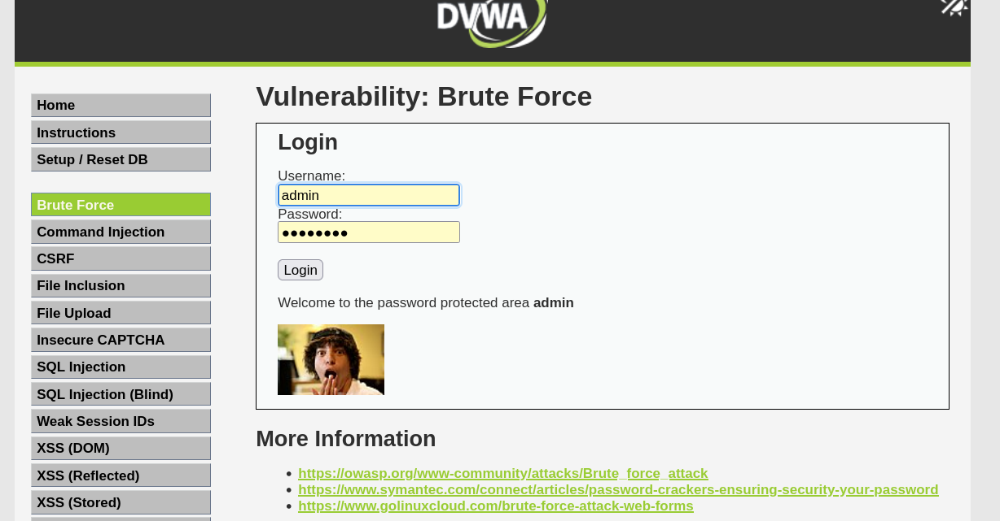 DVWA
Home
Instructions
Setup / Reset DB
Brute Force
Command Injection
CSRF
File Inclusion
File Upload
Insecure CAPTCHA
SQL Injection
SQL Injection (Blind)
Weak Session IDs
XSS (DOM)
XSS (Reflected)
XSS (Stored)
Vulnerability: Brute Force
Login
Username:
admin
Password:
●●●●●●●●
Login
Welcome to the password protected area admin
More Information
https://owasp.org/www-community/attacks/Brute_force_attack
https://www.symantec.com/connect/articles/password-crackers-ensuring-security-your-password
https://www.golinuxcloud.com/brute-force-attack-web-forms